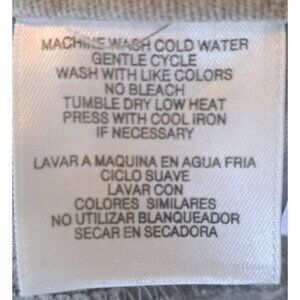 MACHINE WASH COLD WATER
GENTLE CYCLE
WASH WITH LIKE COLORS
NO BLEACH
TUMBLE DRY LOW HEAT
PRESS WITH COOL IRON
IF NECESSARY
LAVAR A MAQUINA EN AGUA FRIA
CICLO SUAVE
LAVAR CON
COLORES SIMILARES
NO UTILIZAR BLANQUEADOR
SECAR EN SECADORA